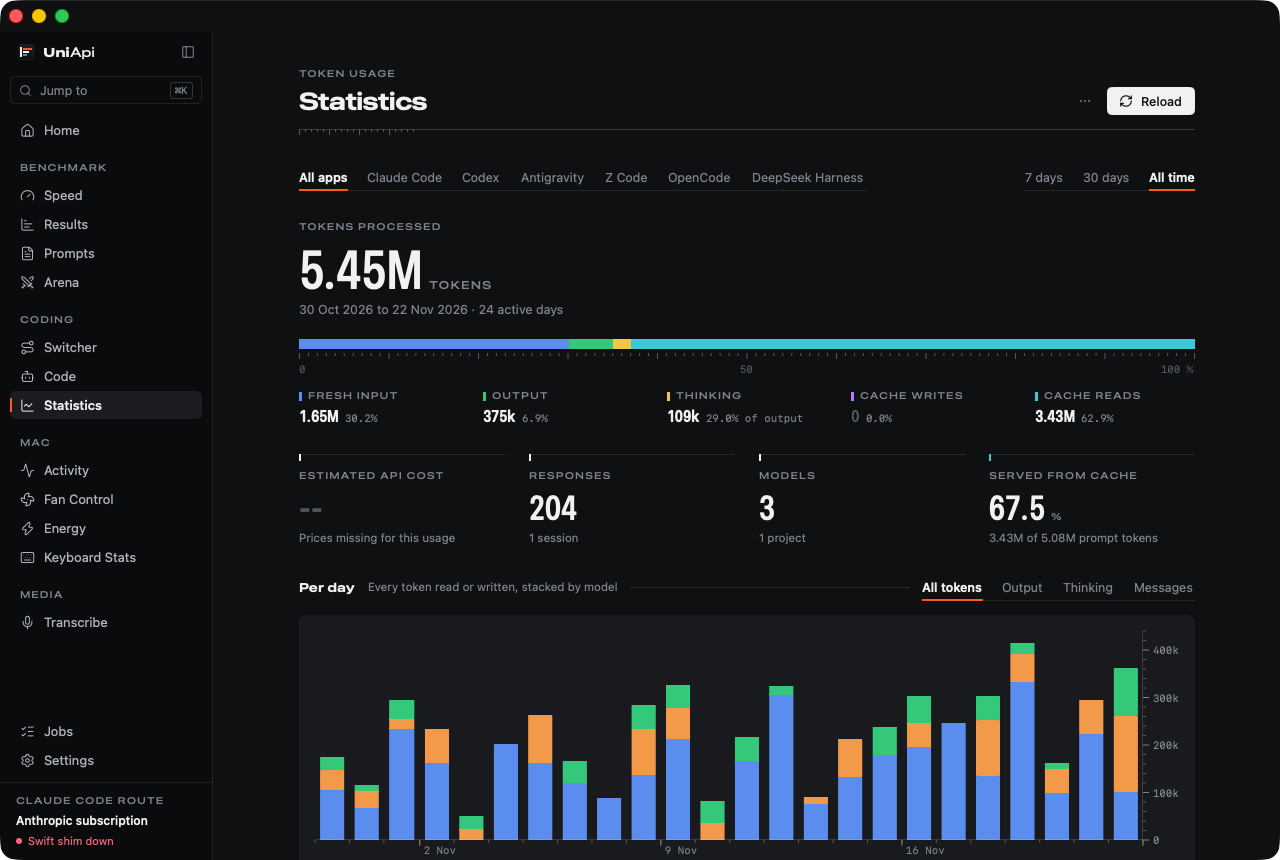 UniApi
Jump to ⌘K
Home
BENCHMARK
Speed
Results
Prompts
Arena
CODING
Switcher
Code
Statistics
MAC
Activity
Fan Control
Energy
Keyboard Stats
MEDIA
Transcribe
Jobs
Settings
CLAUDE CODE ROUTE
Anthropic subscription
Swift shim down
TOKEN USAGE
Statistics
... Reload
All apps Claude Code Codex Antigravity Z Code OpenCode DeepSeek Harness 7 days 30 days All time
TOKENS PROCESSED
5.45M TOKENS
30 Oct 2026 to 22 Nov 2026 · 24 active days
0 50 100 %
FRESH INPUT OUTPUT THINKING CACHE WRITES CACHE READS
1.65M 30.2% 375k 6.9% 109k 29.0% of output 0 0.0% 3.43M 62.9%
ESTIMATED API COST RESPONSES MODELS SERVED FROM CACHE
-- 204 3 67.5 %
Prices missing for this usage 1 session 1 project 3.43M of 5.08M prompt tokens
Per day Every token read or written, stacked by model All tokens Output Thinking Messages
400k
300k
200k
100k
0
2 Nov 9 Nov 16 Nov